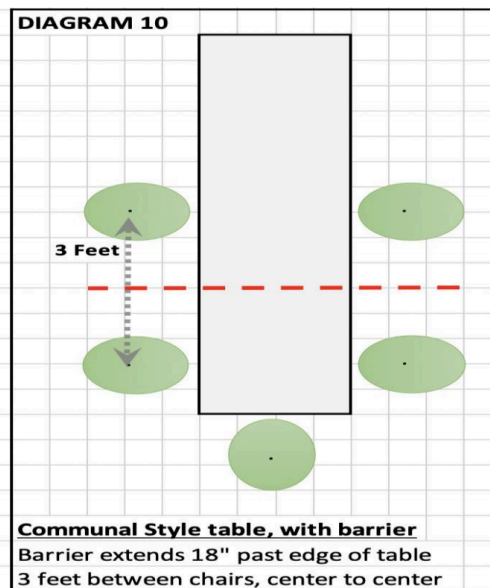 DIAGRAM 10
3 Feet
Communal Style table, with barrier
Barrier extends 18" past edge of table
3 feet between chairs, center to center